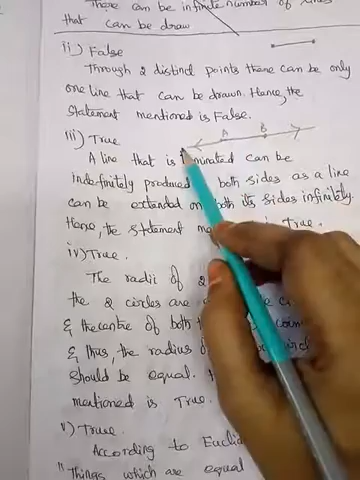 There can be infinite number of lines
that can be draw
ii) False
Through 2 distinct points there can be only
one line that can be drawn. Hence, the
statement mentioned is False.
iii) True
A B
A line that is terminated can be
indefinitely produced both sides as a line
can be extended on both its sides infinitely.
Hence, the statement is True.
iv) True.
The radii of 2
the 2 circles are
& the centre of both
& thus, the radius of
should be equal.
mentioned is True.
v) True.
According to
"Things which are equal